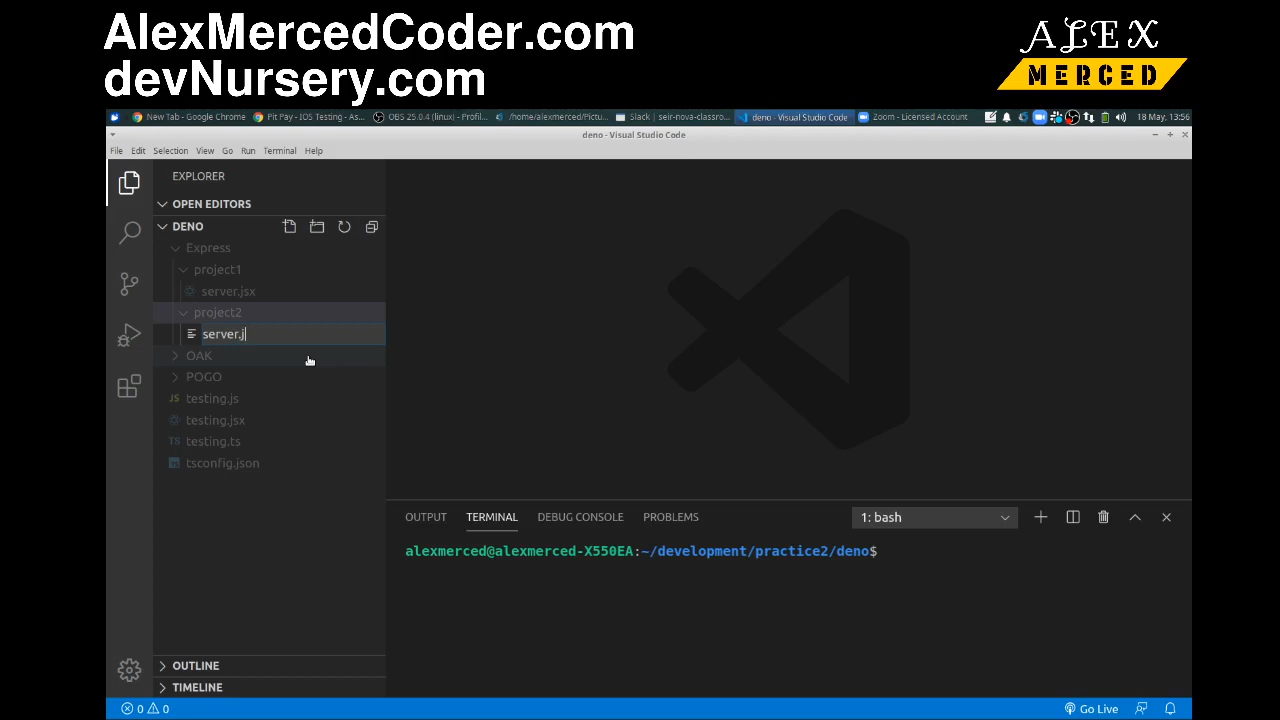 AlexMercedCoder.com
devNursery.com
ALEX
MERCED
New Tab - Google Chrome
Pit Pay - IOS Testing - As...
OBS 25.0.4 (linux) - Profil...
/home/alexmerced/Pictu...
Slack | seir-nova-classro...
deno - Visual Studio Code
Zoom - Licensed Account
18 May, 13:56
deno - Visual Studio Code
File Edit Selection View Go Run Terminal Help
EXPLORER
OPEN EDITORS
DENO
Express
project1
server.jsx
project2
server.j
OAK
POGO
JS testing.js
testing.jsx
TS testing.ts
tsconfig.json
OUTPUT TERMINAL DEBUG CONSOLE PROBLEMS
1: bash
alexmerced@alexmerced-X550EA:~/development/practice2/deno$
OUTLINE
TIMELINE
0 0
Go Live